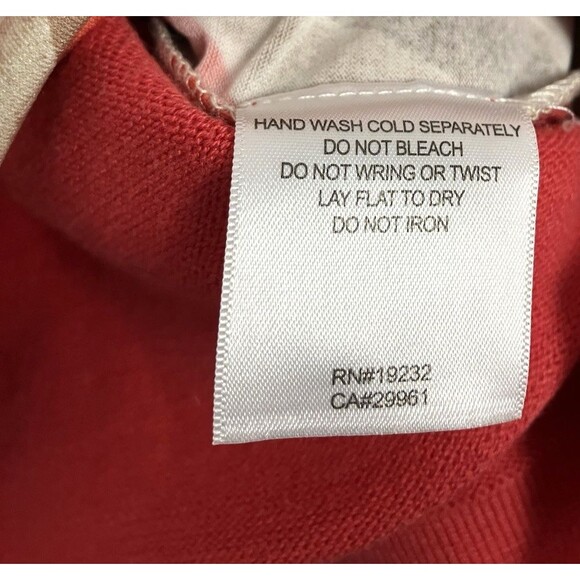 HAND WASH COLD SEPARATELY
DO NOT BLEACH
DO NOT WRING OR TWIST
LAY FLAT TO DRY
DO NOT IRON
RN#19232
CA#29961